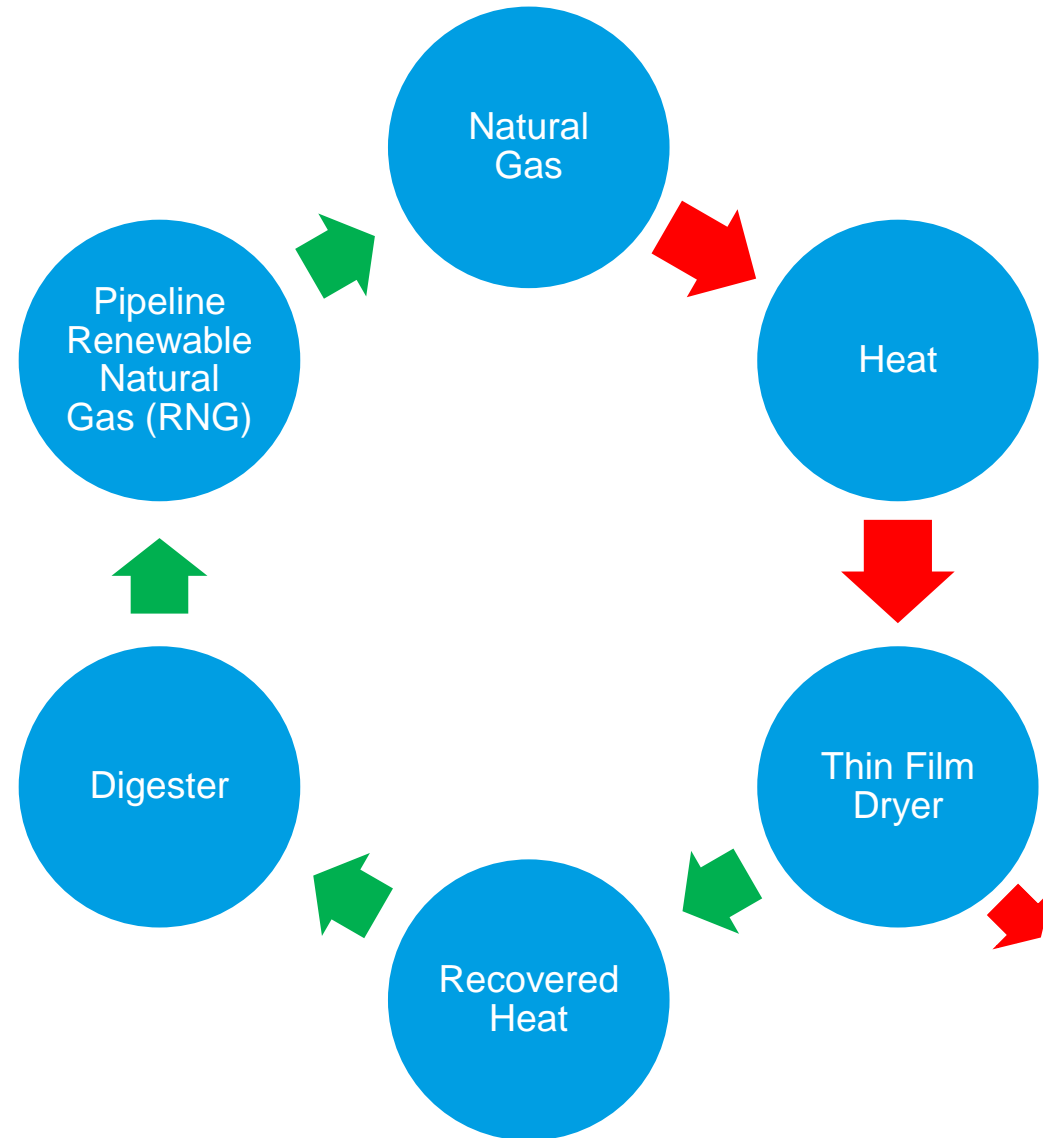 Natural
Gas
Pipeline
Renewable
Natural
Gas (RNG)
Heat
Digester
Thin Film
Dryer
Recovered
Heat